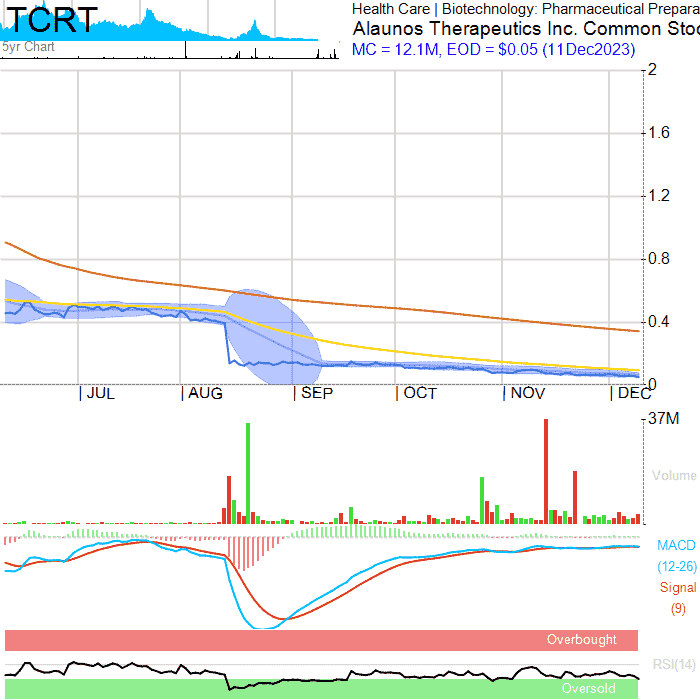 TCRT
5yr Chart
Health Care | Biotechnology: Pharmaceutical Prepara
Alaunos Therapeutics Inc. Common Stoc
MC = 12.1M, EOD = $0.05 (11Dec2023)
2
1.6
1.2
0.8
0.4
0
JUL AUG SEP OCT NOV DEC
37M
Volume
MACD
(12-26)
Signal
(9)
Overbought
RSI(14)
Oversold